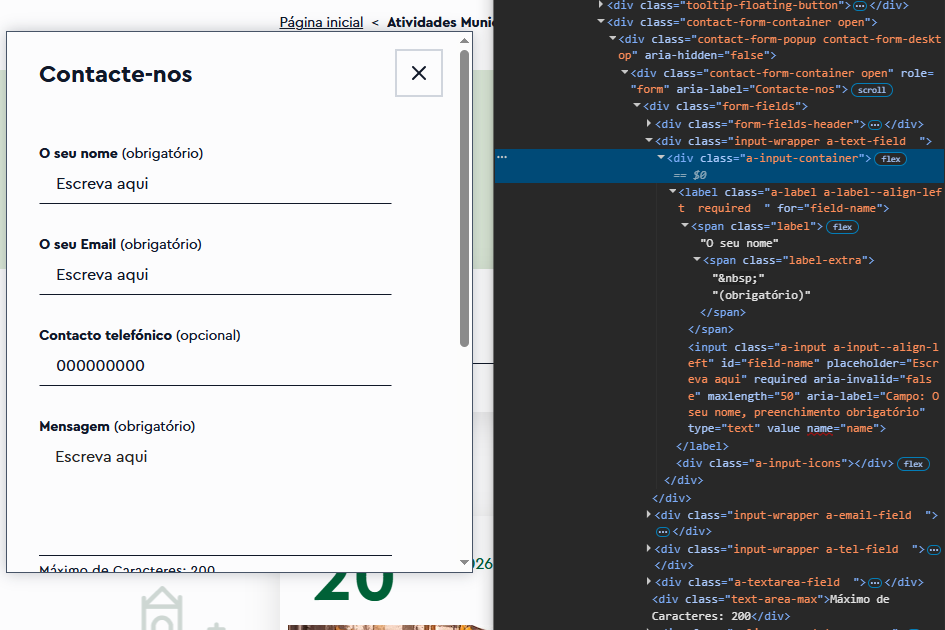 Página inicial < Atividades Muni
Contacte-nos
O seu nome (obrigatório)
Escreva aqui
O seu Email (obrigatório)
Escreva aqui
Contacto telefónico (opcional)
000000000
Mensagem (obrigatório)
Escreva aqui
Máximo de Caracteres: 200
026
20
<div class="tooltip-floating-button">…</div>
<div class="contact-form-container open">
<div class="contact-form-popup contact-form-deskt
op" aria-hidden="false">
<div class="contact-form-container open" role=
"form" aria-label="Contacte-nos"> scroll
<div class="form-fields">
<div class="form-fields-header">…</div>
<div class="input-wrapper a-text-field  ">
… <div class="a-input-container"> flex
== $0
<label class="a-label a-label--align-lef
t  required  " for="field-name">
<span class="label"> flex
"O seu nome"
<span class="label-extra">
"&nbsp;"
"(obrigatório)"
</span>
</span>
<input class="a-input a-input--align-l
eft" id="field-name" placeholder="Escr
eva aqui" required aria-invalid="fals
e" maxlength="50" aria-label="Campo: O
seu nome, preenchimento obrigatório"
type="text" value name="name">
</label>
<div class="a-input-icons"></div> flex
</div>
</div>
<div class="input-wrapper a-email-field  ">
…</div>
<div class="input-wrapper a-tel-field  ">…
</div>
<div class="a-textarea-field  ">…</div>
<div class="text-area-max">Máximo de
Caracteres: 200</div>